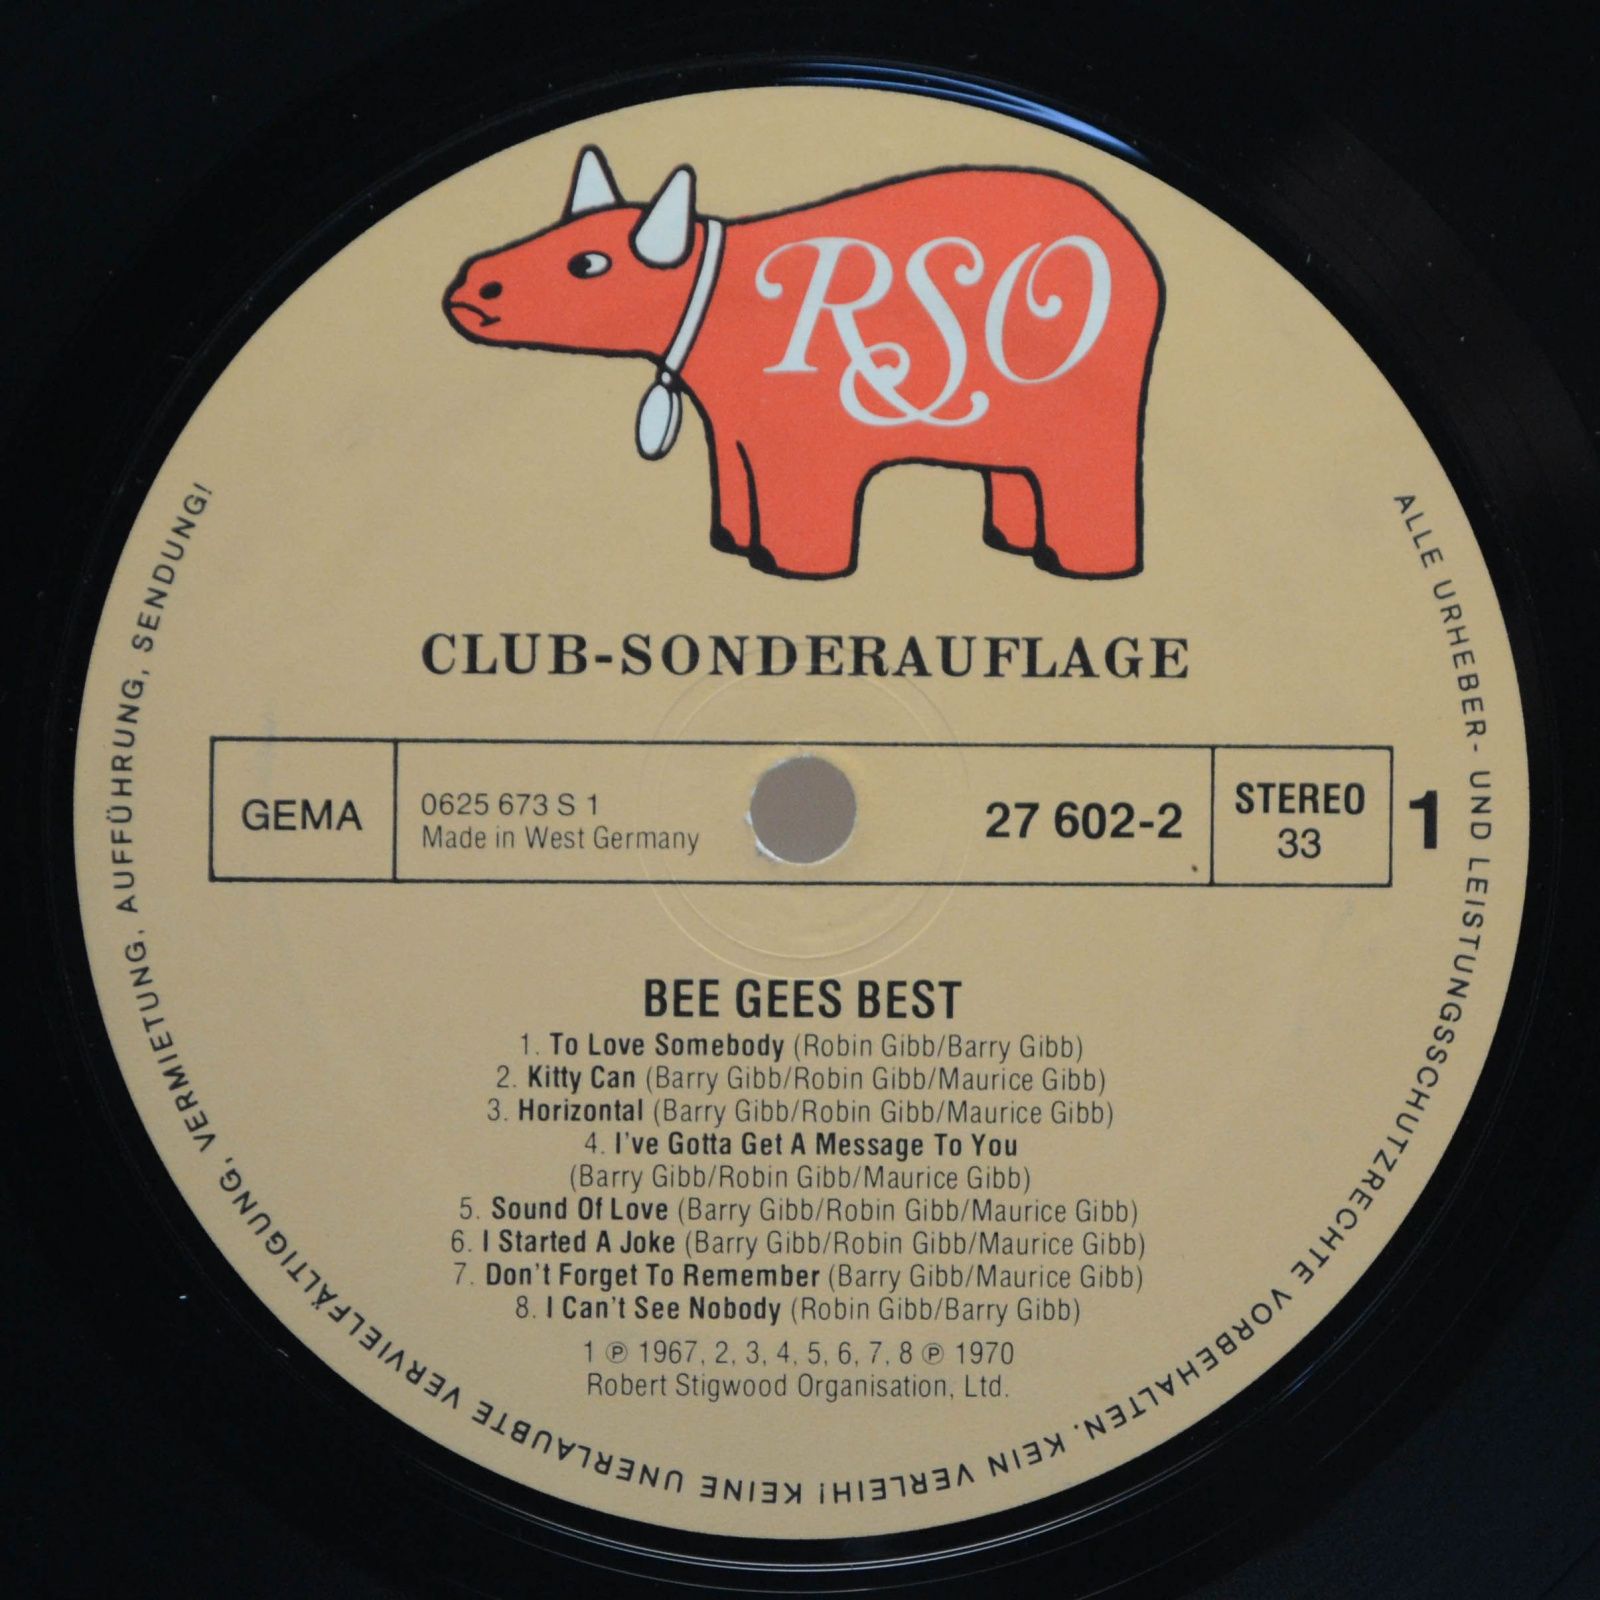 RSO
CLUB-SONDERAUFLAGE
GEMA
0625 673 S 1
Made in West Germany
27 602-2
STEREO
33
1
BEE GEES BEST
1. To Love Somebody (Robin Gibb/Barry Gibb)
2. Kitty Can (Barry Gibb/Robin Gibb/Maurice Gibb)
3. Horizontal (Barry Gibb/Robin Gibb/Maurice Gibb)
4. I've Gotta Get A Message To You
(Barry Gibb/Robin Gibb/Maurice Gibb)
5. Sound Of Love (Barry Gibb/Robin Gibb/Maurice Gibb)
6. I Started A Joke (Barry Gibb/Robin Gibb/Maurice Gibb)
7. Don't Forget To Remember (Barry Gibb/Maurice Gibb)
8. I Can't See Nobody (Robin Gibb/Barry Gibb)
1 ℗ 1967, 2, 3, 4, 5, 6, 7, 8 ℗ 1970
Robert Stigwood Organisation, Ltd.
ALLE URHEBER- UND LEISTUNGSSCHUTZRECHTE VORBEHALTEN. KEIN VERLEIH! KEINE UNERLAUBTE VERVIELFÄLTIGUNG, VERMIETUNG, AUFFÜHRUNG, SENDUNG!